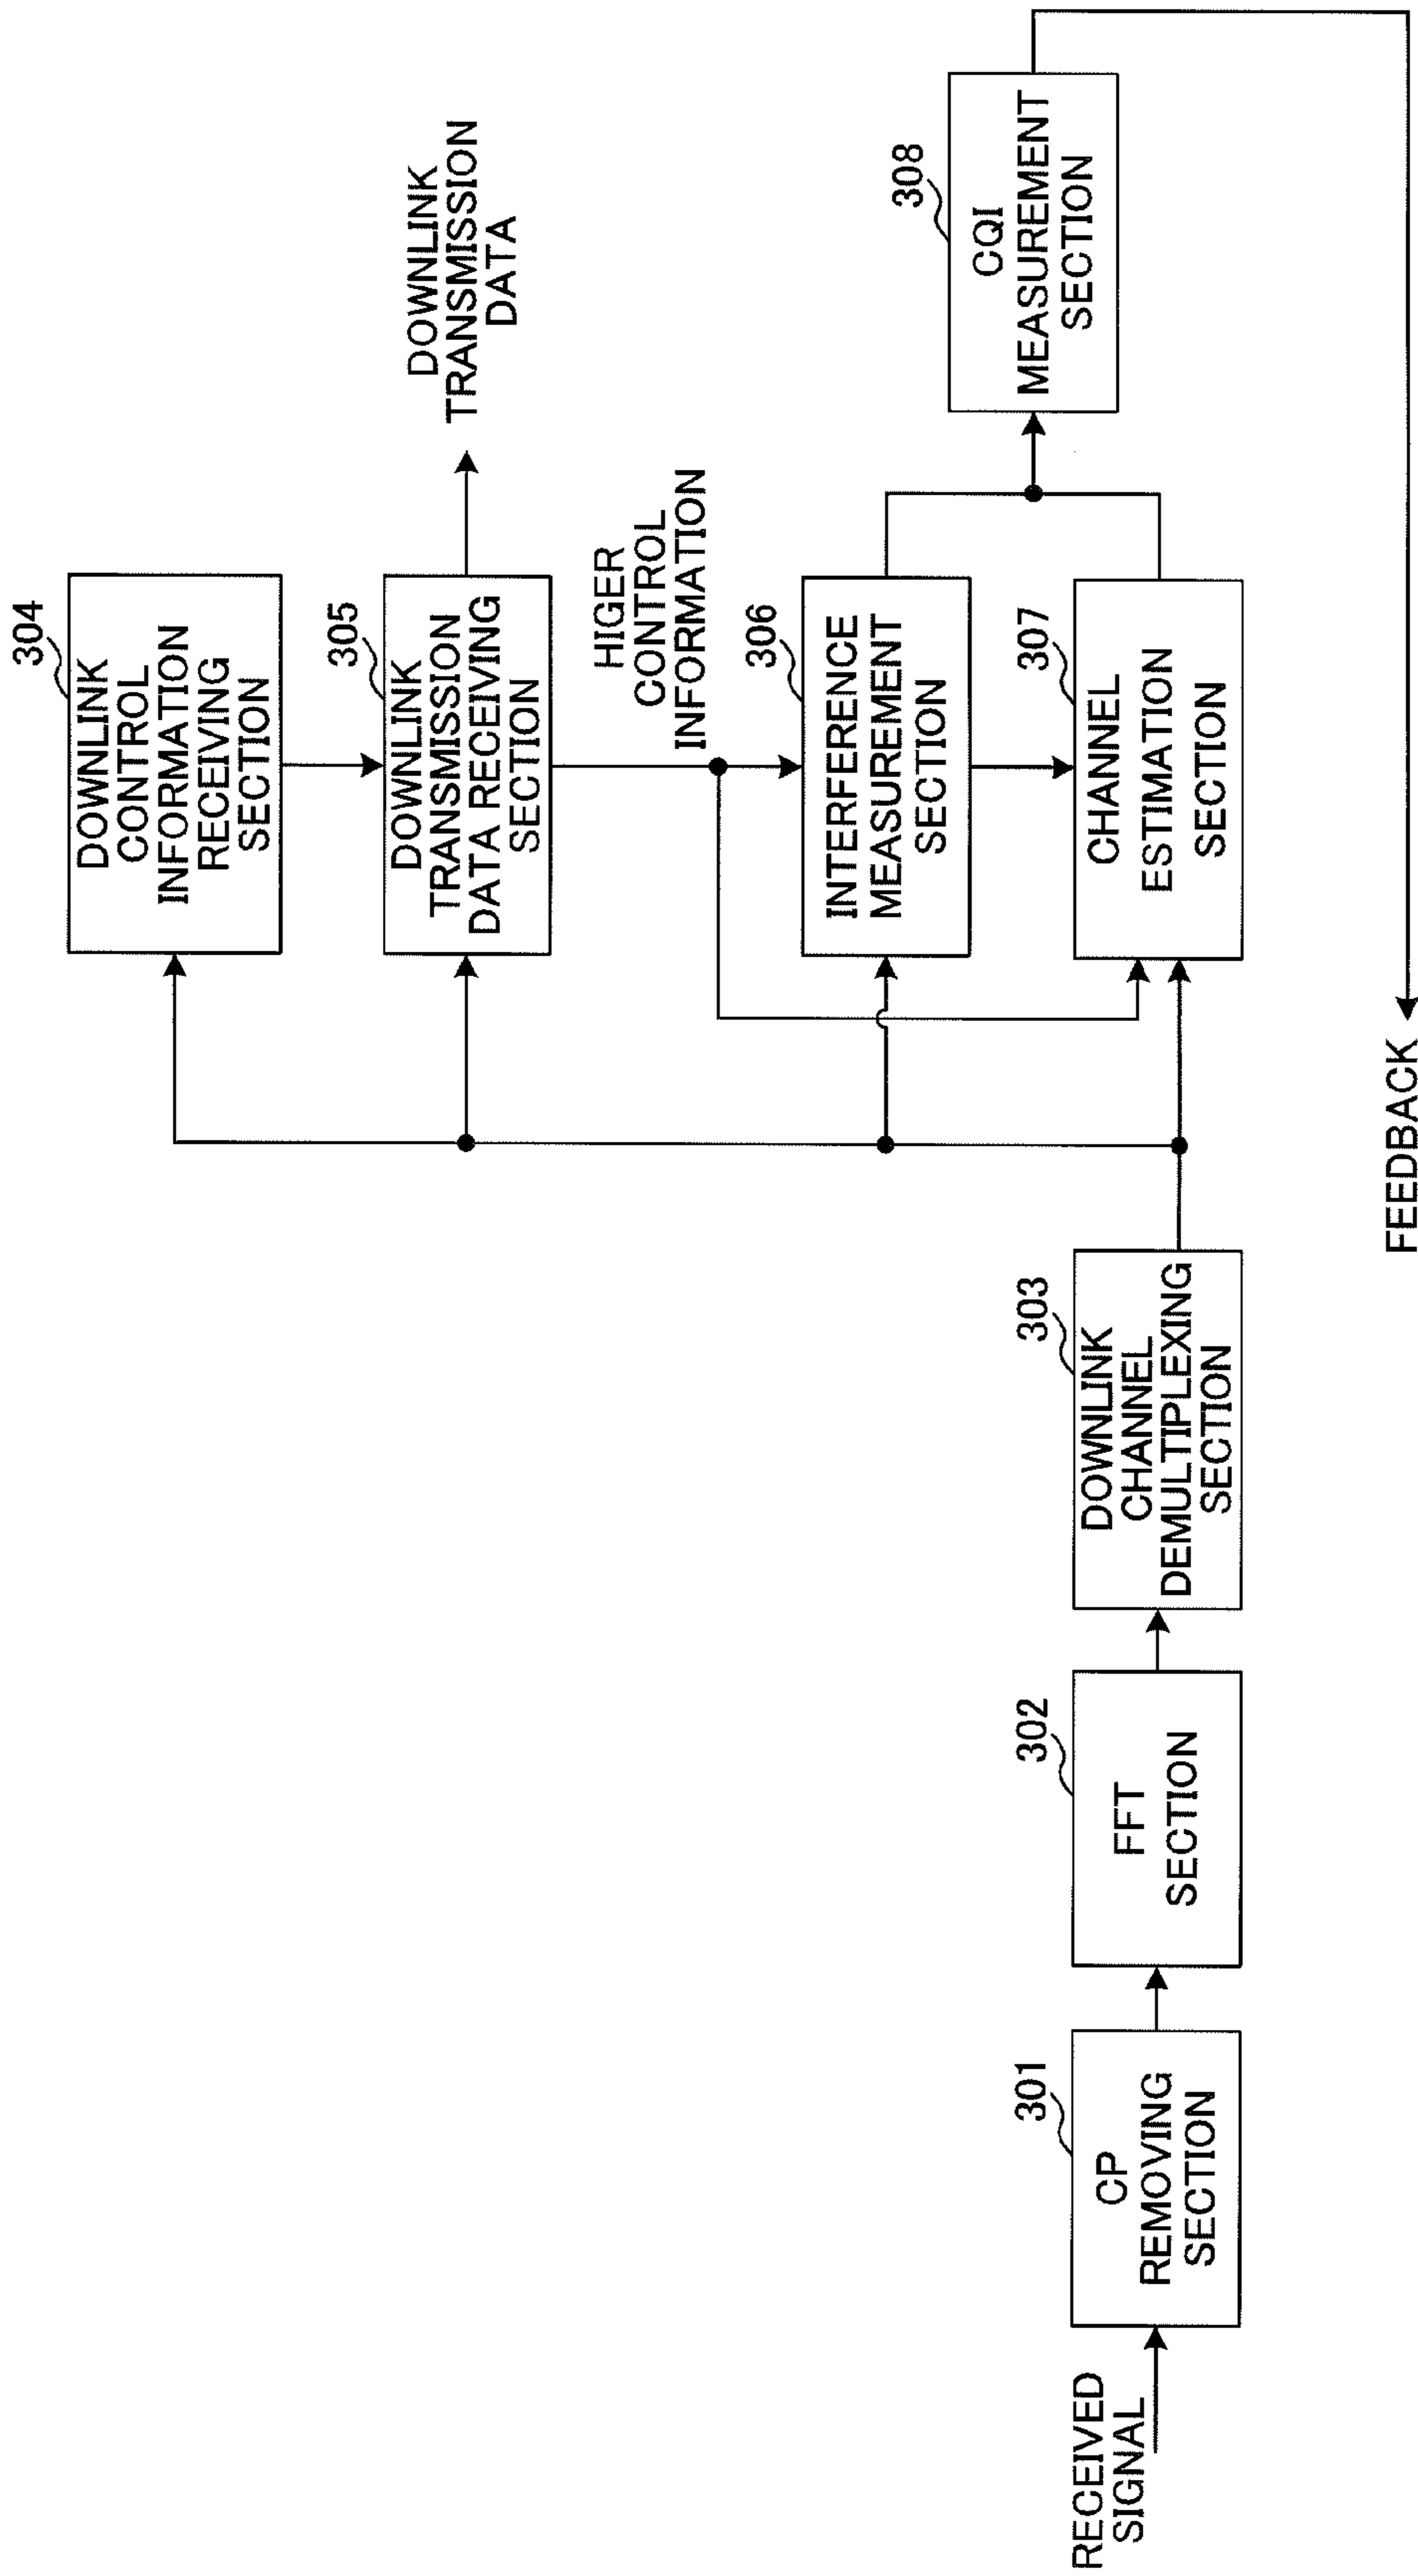 304
DOWNLINK
CONTROL
INFORMATION
RECEIVING
SECTION
305
DOWNLINK
TRANSMISSION
DATA RECEIVING
SECTION
DOWNLINK
TRANSMISSION
DATA
HIGER
CONTROL
INFORMATION
306
INTERFERENCE
MEASUREMENT
SECTION
308
CQI
MEASUREMENT
SECTION
RECEIVED
SIGNAL
301
CP
REMOVING
SECTION
302
FFT
SECTION
303
DOWNLINK
CHANNEL
DEMULTIPLEXING
SECTION
307
CHANNEL
ESTIMATION
SECTION
FEEDBACK